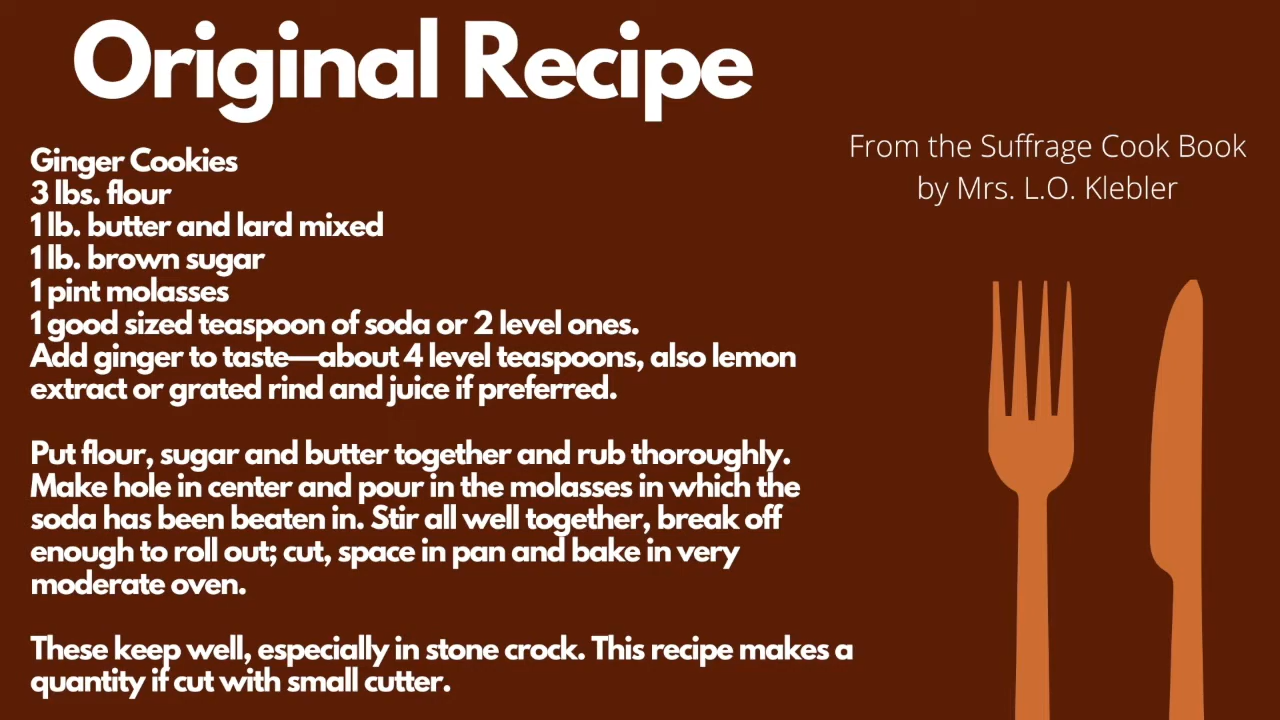 Original Recipe
From the Suffrage Cook Book
by Mrs. L.O. Klebler
Ginger Cookies
3 lbs. flour
1 lb. butter and lard mixed
1 lb. brown sugar
1 pint molasses
1 good sized teaspoon of soda or 2 level ones.
Add ginger to taste—about 4 level teaspoons, also lemon
extract or grated rind and juice if preferred.
Put flour, sugar and butter together and rub thoroughly.
Make hole in center and pour in the molasses in which the
soda has been beaten in. Stir all well together, break off
enough to roll out; cut, space in pan and bake in very
moderate oven.
These keep well, especially in stone crock. This recipe makes a
quantity if cut with small cutter.